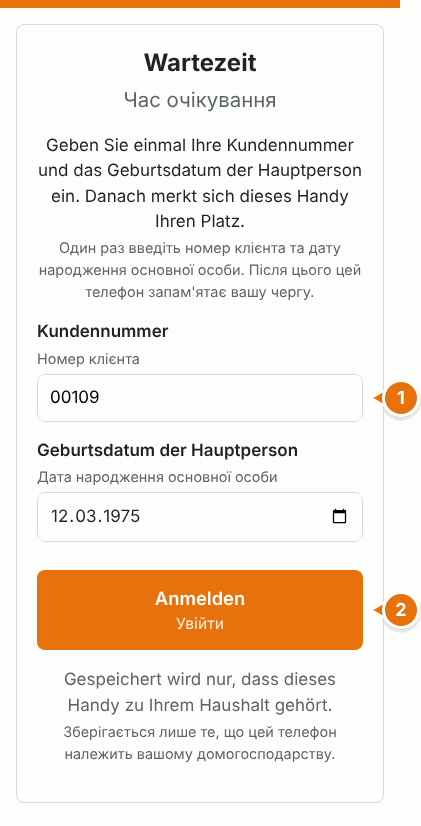 Wartezeit
Час очікування
Geben Sie einmal Ihre Kundennummer
und das Geburtsdatum der Hauptperson
ein. Danach merkt sich dieses Handy
Ihren Platz.
Один раз введіть номер клієнта та дату
народження основної особи. Після цього цей
телефон запам'ятає вашу чергу.
Kundennummer
Номер клієнта
00109
1
Geburtsdatum der Hauptperson
Дата народження основної особи
12.03.1975
Anmelden
Увійти
2
Gespeichert wird nur, dass dieses
Handy zu Ihrem Haushalt gehört.
Зберігається лише те, що цей телефон
належить вашому домогосподарству.